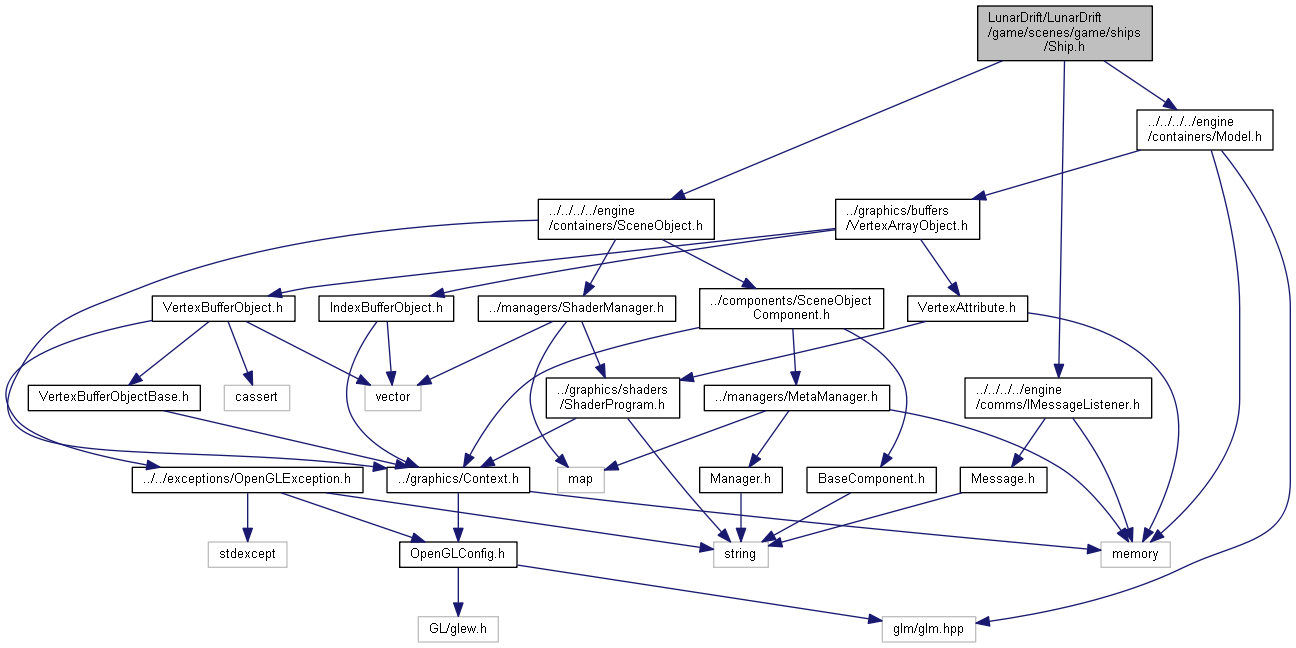 LunarDrift/LunarDrift
/game/scenes/game/ships
/Ship.h
../../../../engine
/containers/Model.h
../../../../engine
/containers/SceneObject.h
../graphics/buffers
/VertexArrayObject.h
VertexBufferObject.h
IndexBufferObject.h
../managers/ShaderManager.h
../components/SceneObject
Component.h
VertexAttribute.h
VertexBufferObjectBase.h
cassert
vector
../graphics/shaders
/ShaderProgram.h
../managers/MetaManager.h
../../../../engine
/comms/IMessageListener.h
../../exceptions/OpenGLException.h
../graphics/Context.h
map
Manager.h
BaseComponent.h
Message.h
stdexcept
OpenGLConfig.h
string
memory
GL/glew.h
glm/glm.hpp